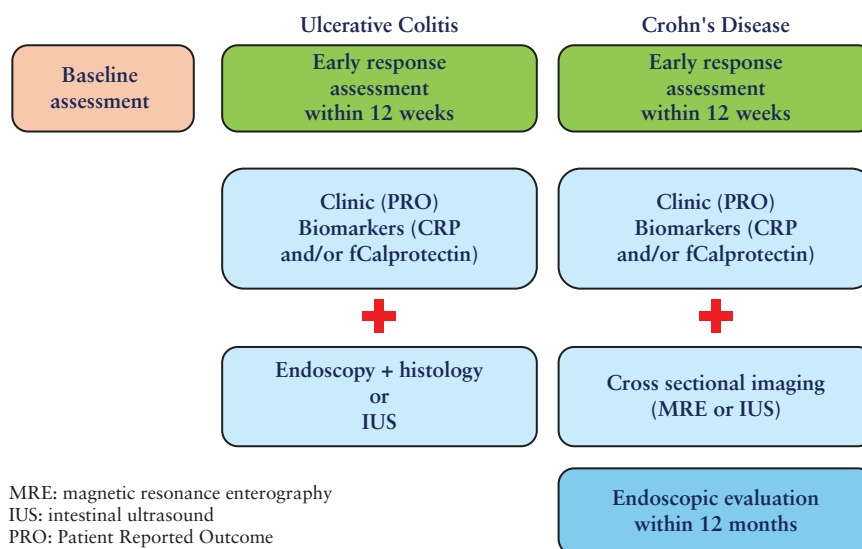 Ulcerative Colitis
Crohn's Disease
Baseline
assessment
Early response
assessment
within 12 weeks
Early response
assessment
within 12 weeks
Clinic (PRO)
Biomarkers (CRP
and/or fCalprotectin)
Clinic (PRO)
Biomarkers (CRP
and/or fCalprotectin)
Endoscopy + histology
or
IUS
Cross sectional imaging
(MRE or IUS)
Endoscopic evaluation
within 12 months
MRE: magnetic resonance enterography
IUS: intestinal ultrasound
PRO: Patient Reported Outcome